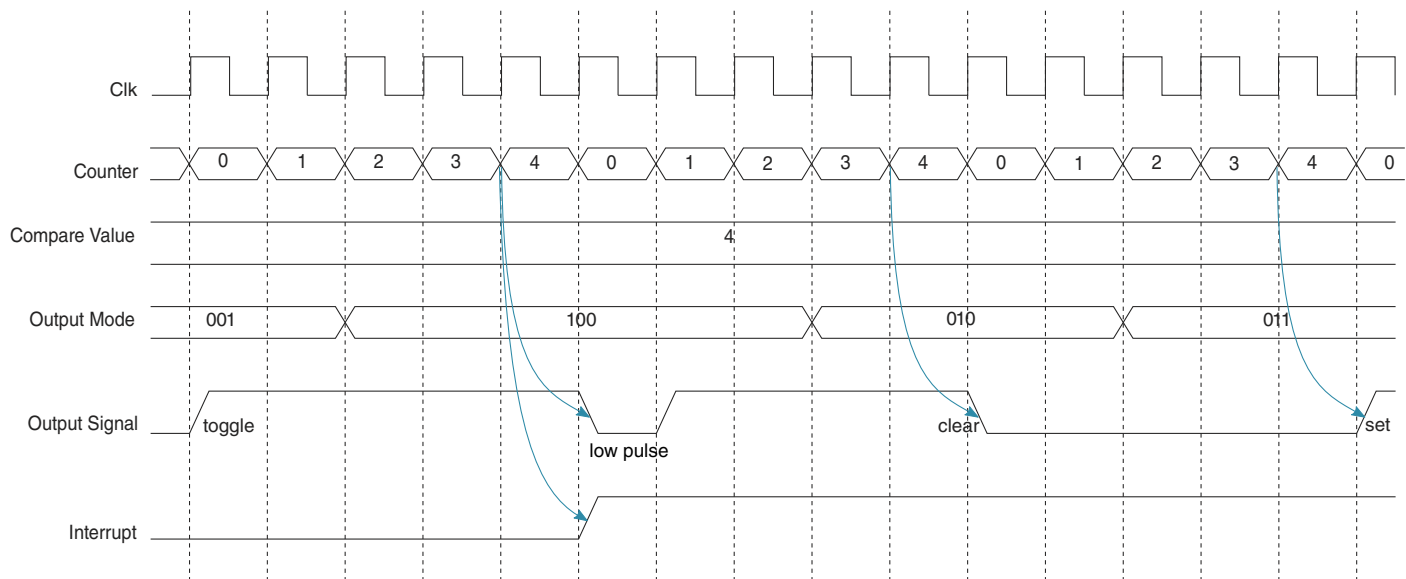 Clk
Counter 0 1 2 3 4 0 1 2 3 4 0 1 2 3 4 0
Compare Value 4
Output Mode 001 100 010 011
Output Signal toggle low pulse clear set
Interrupt